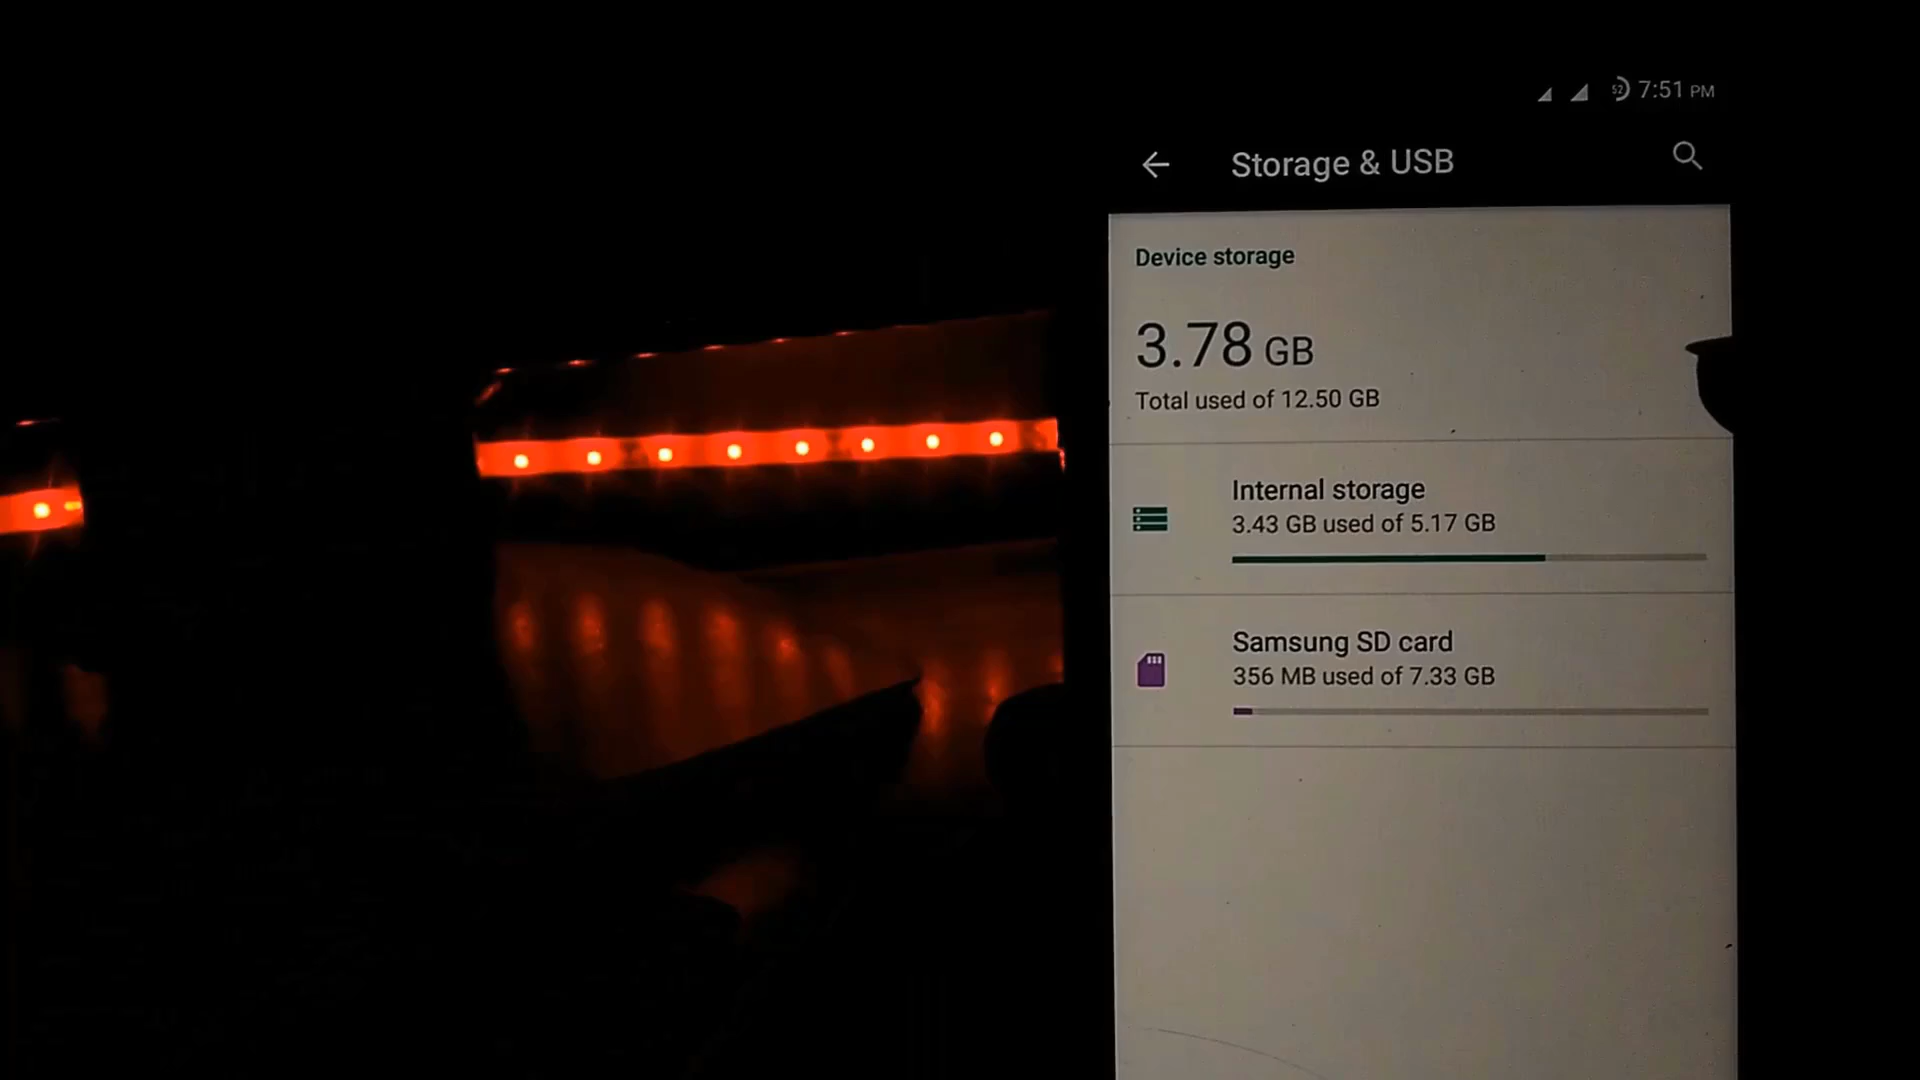 52 7:51 PM
Storage & USB
Device storage
3.78 GB
Total used of 12.50 GB
Internal storage
3.43 GB used of 5.17 GB
Samsung SD card
356 MB used of 7.33 GB